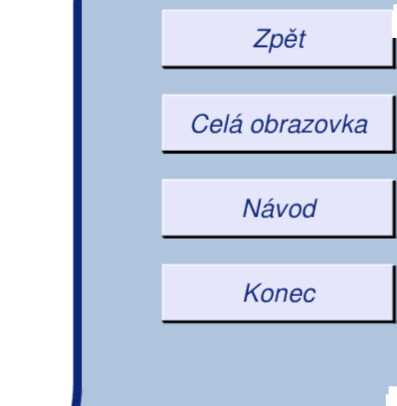 Zpět
Celá obrazovka
Návod
Konec